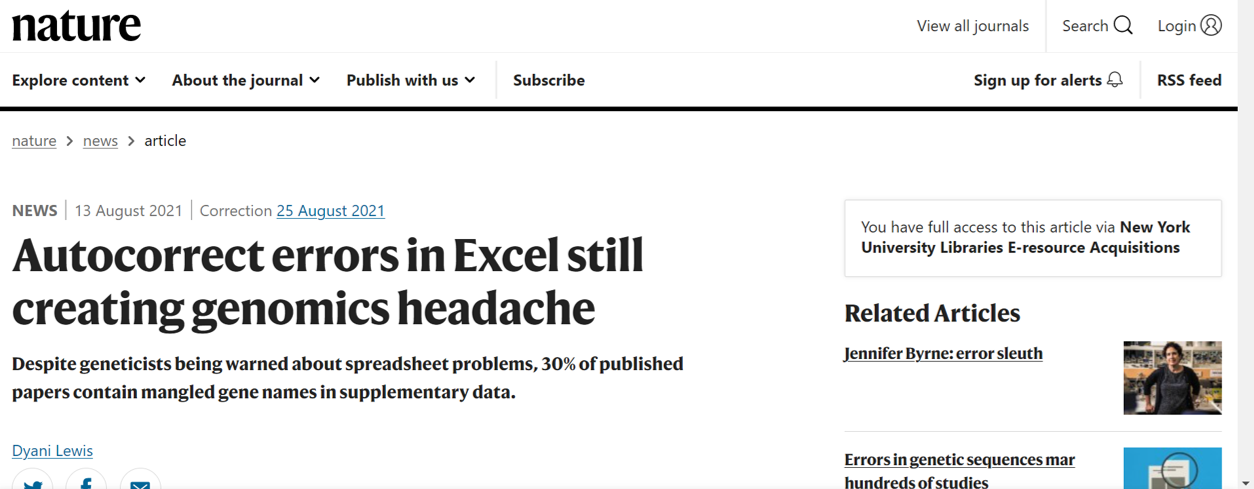 nature
View all journals
Search
Login
Explore content
About the journal
Publish with us
Subscribe
Sign up for alerts
RSS feed
nature > news > article
NEWS | 13 August 2021 | Correction 25 August 2021
Autocorrect errors in Excel still
creating genomics headache
Despite geneticists being warned about spreadsheet problems, 30% of published
papers contain mangled gene names in supplementary data.
Dyani Lewis
You have full access to this article via New York
University Libraries E-resource Acquisitions
Related Articles
Jennifer Byrne: error sleuth
Errors in genetic sequences mar
hundreds of studies